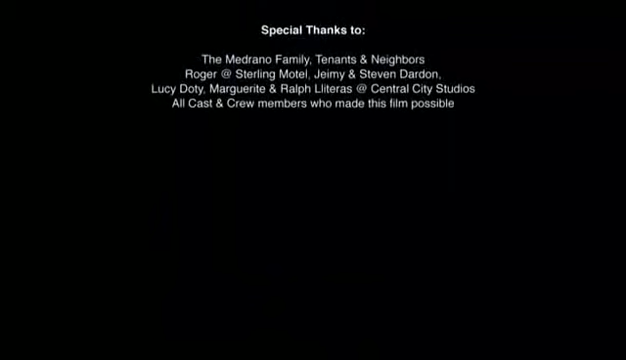 Special Thanks to:
The Medrano Family, Tenants & Neighbors
Roger @ Sterling Motel, Jeimy & Steven Dardon,
Lucy Doty, Marguerite & Ralph Lliteras @ Central City Studios
All Cast & Crew members who made this film possible